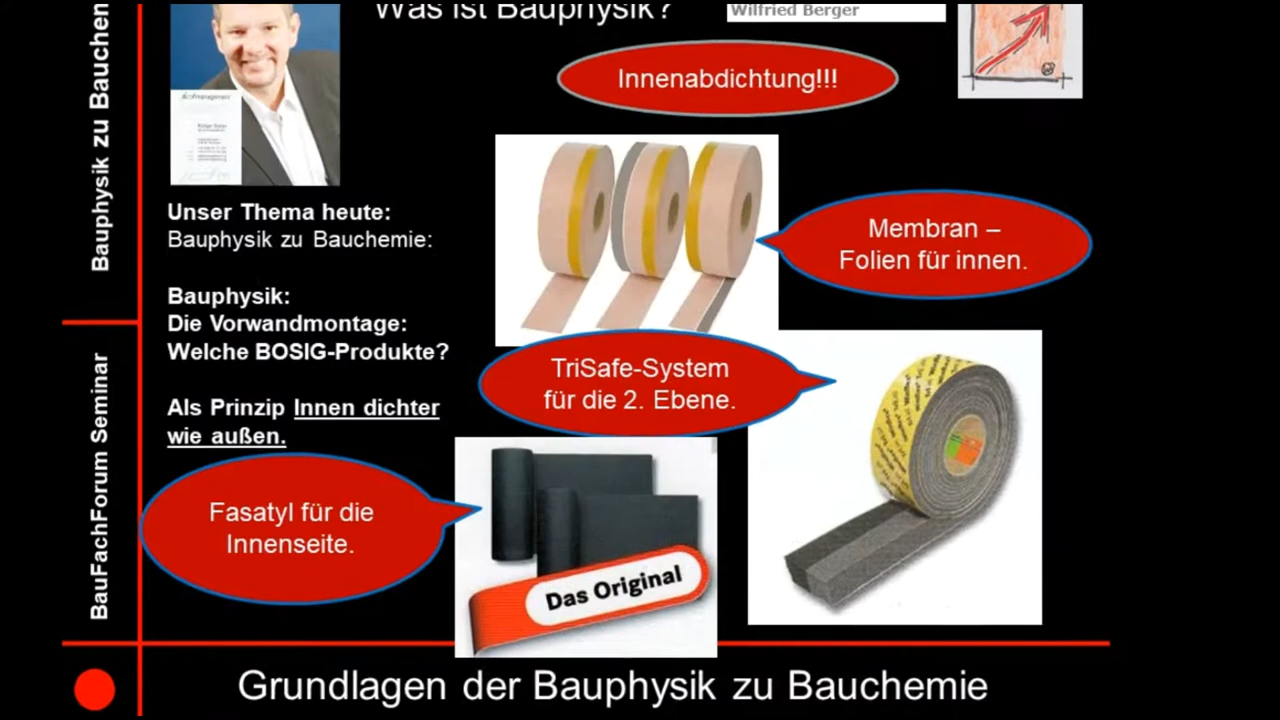 Was ist Bauphysik?
Wilfried Berger
Bauphysik zu Bauchen
BauFachForum Seminar
Innenabdichtung!!!
Unser Thema heute:
Bauphysik zu Bauchemie:
Bauphysik:
Die Vorwandmontage:
Welche BOSIG-Produkte?
Als Prinzip Innen dichter
wie außen.
Membran –
Folien für innen.
TriSafe-System
für die 2. Ebene.
Fasatyl für die
Innenseite.
Das Original
Grundlagen der Bauphysik zu Bauchemie